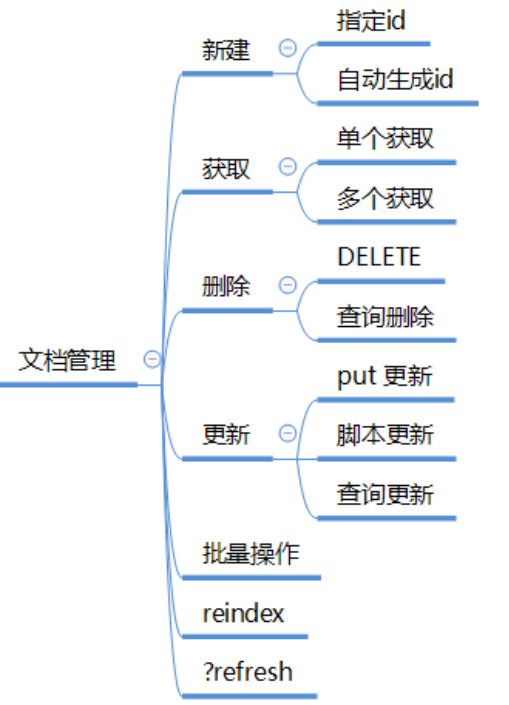 文档管理
新建
指定id
自动生成id
获取
单个获取
多个获取
删除
DELETE
查询删除
更新
put 更新
脚本更新
查询更新
批量操作
reindex
?refresh